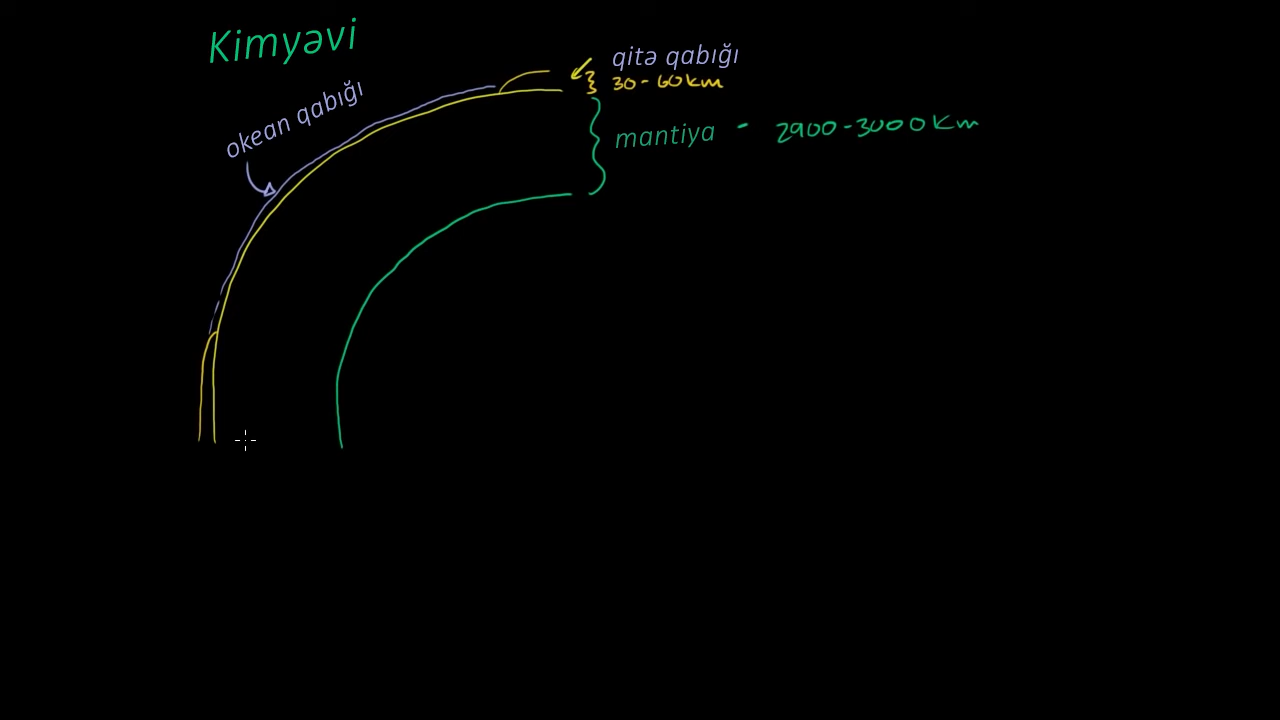 Kimyəvi
okean qabığı
qitə qabığı
30-60km
mantiya - 2900-3000km